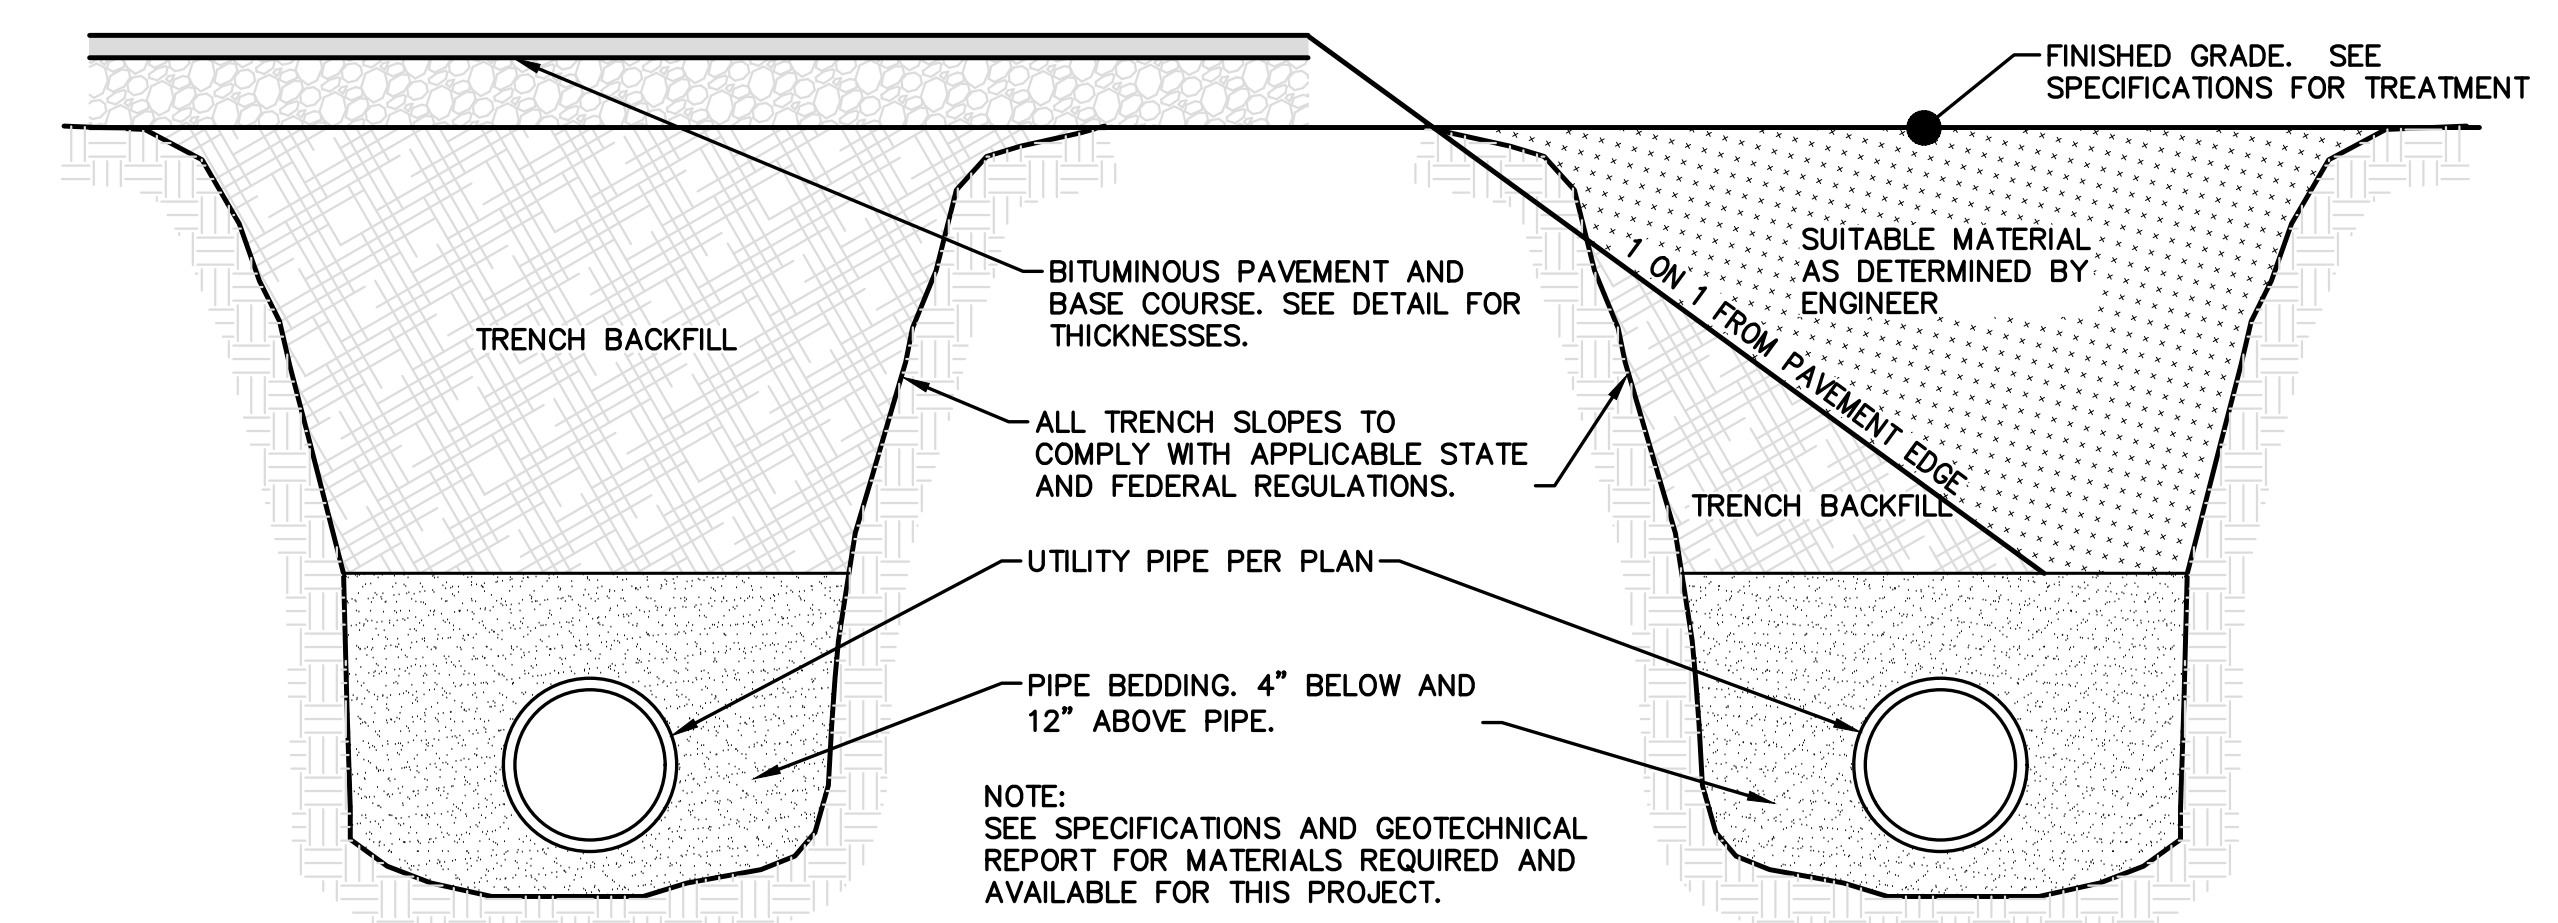 FINISHED GRADE. SEE
SPECIFICATIONS FOR TREATMENT
SUITABLE MATERIAL
AS DETERMINED BY
ENGINEER
1 ON 1 FROM PAVEMENT EDGE
BITUMINOUS PAVEMENT AND
BASE COURSE. SEE DETAIL FOR
THICKNESSES.
TRENCH BACKFILL
ALL TRENCH SLOPES TO
COMPLY WITH APPLICABLE STATE
AND FEDERAL REGULATIONS.
TRENCH BACKFILL
UTILITY PIPE PER PLAN
PIPE BEDDING. 4" BELOW AND
12" ABOVE PIPE.
NOTE:
SEE SPECIFICATIONS AND GEOTECHNICAL
REPORT FOR MATERIALS REQUIRED AND
AVAILABLE FOR THIS PROJECT.